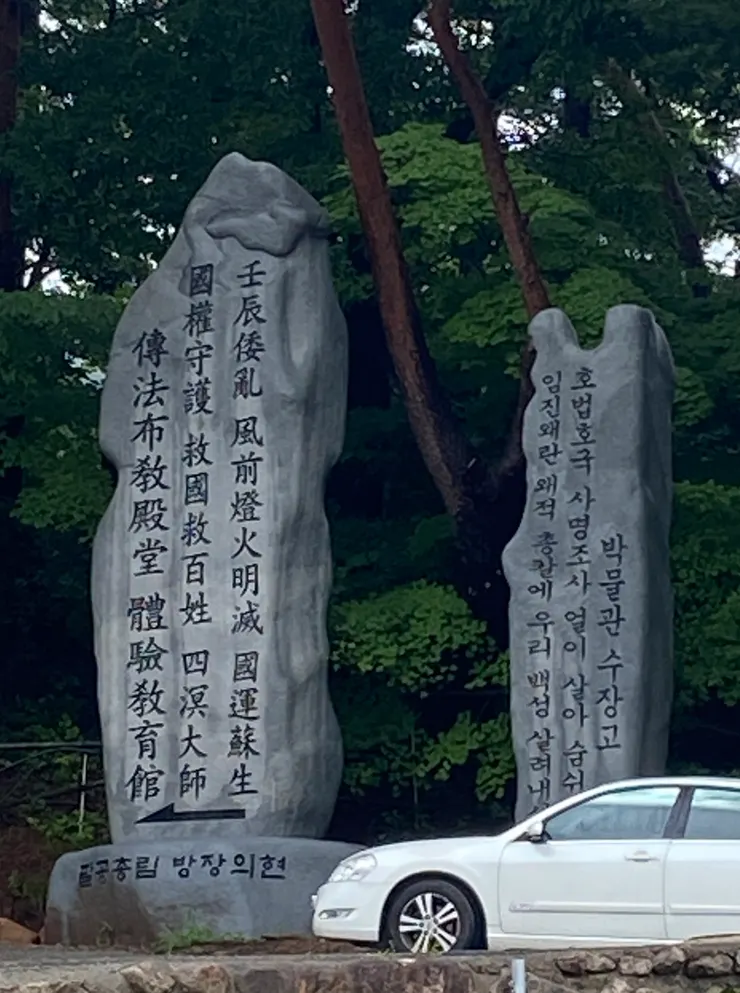 壬辰倭亂 風前燈火明滅 國運蘇生
國權守護 救國救百姓 四溟大師
傳法布敎殿堂 體驗敎育館
팔공총림 방장의현
임진왜란 왜적 총칼에 우리 백성 살려내
호법호국 사명조사 얼이 살아 숨쉬
박물관 수장고